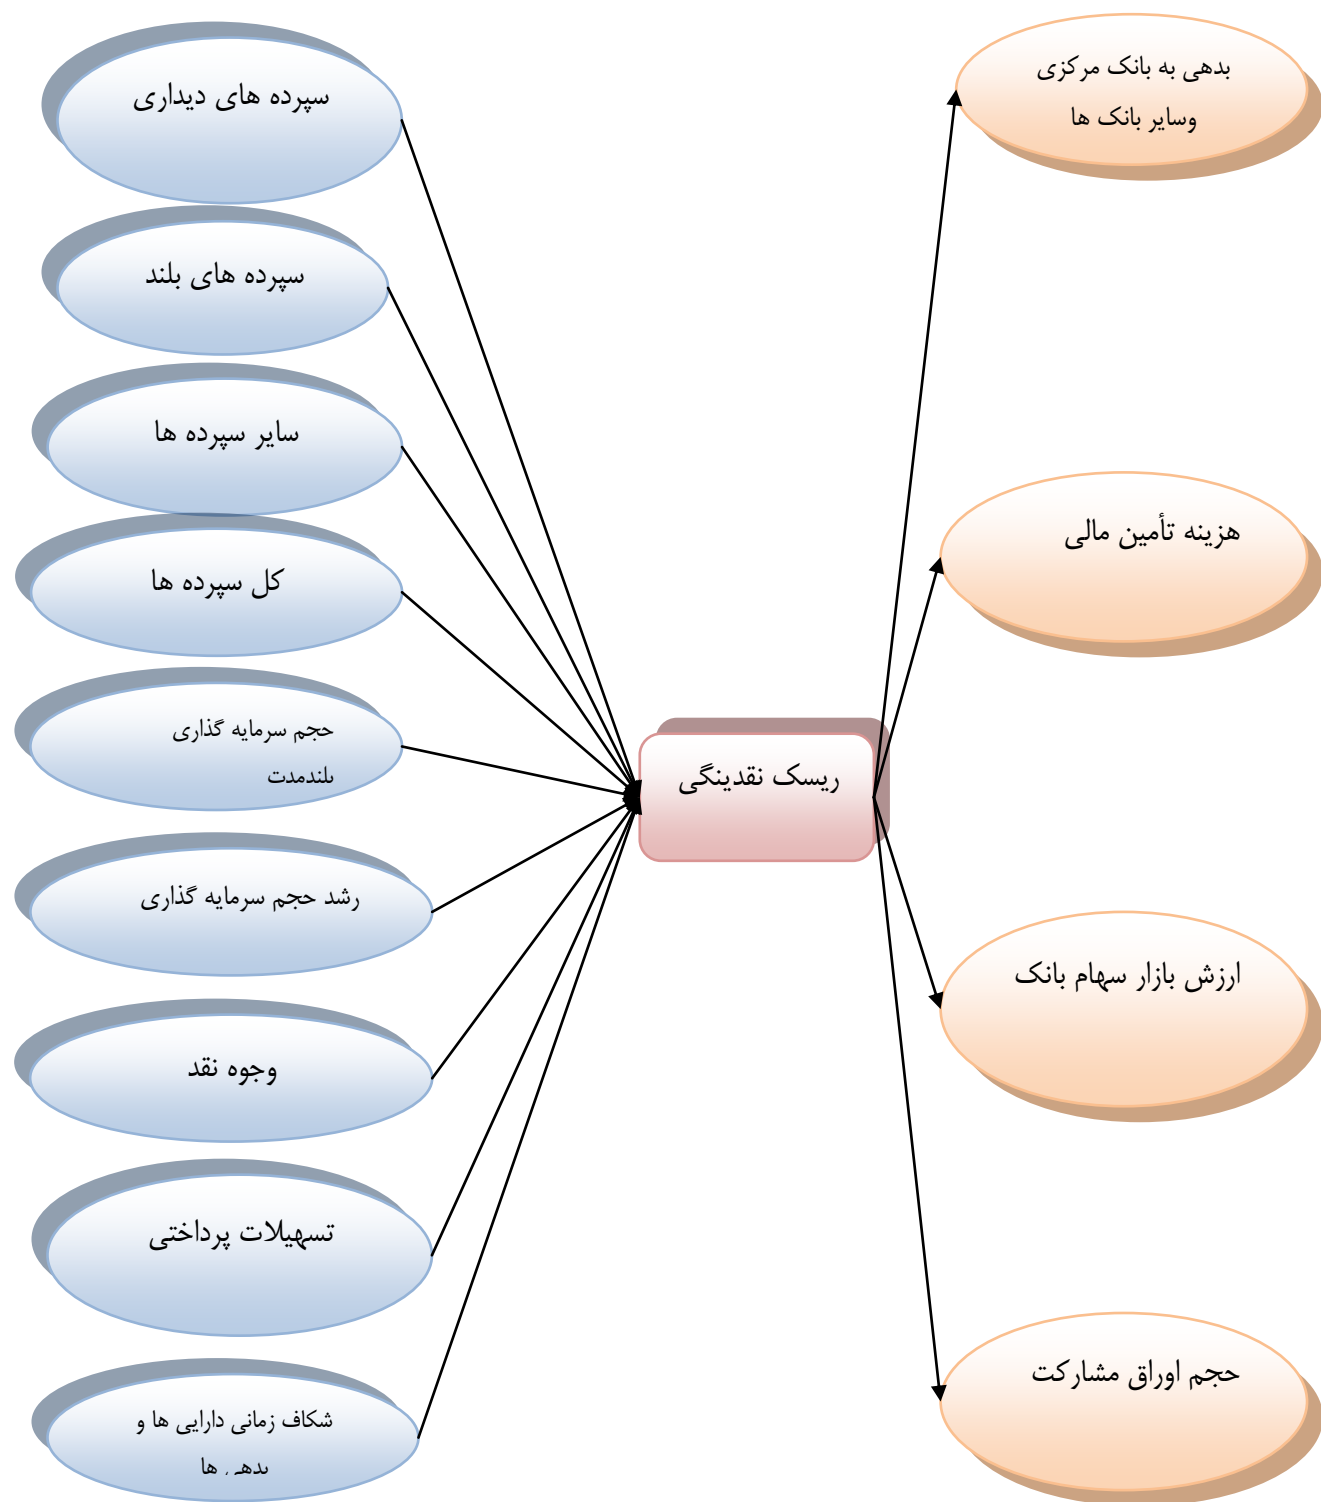 سپرده های دیداری
سپرده های بلند
سایر سپرده ها
کل سپرده ها
حجم سرمایه گذاری
بلندمدت
رشد حجم سرمایه گذاری
وجوه نقد
تسهیلات پرداختی
شکاف زمانی دارایی ها و
بدهی ها
ریسک نقدینگی
بدهی به بانک مرکزی
وسایر بانک ها
هزینه تأمین مالی
ارزش بازار سهام بانک
حجم اوراق مشارکت